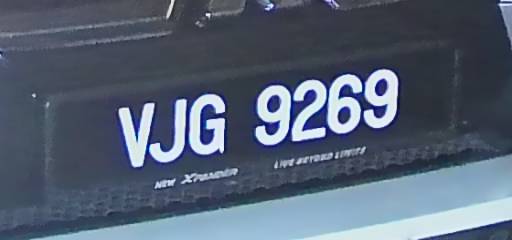 VJG 9269
NEW XPANDER LIVE BEYOND LIMITS